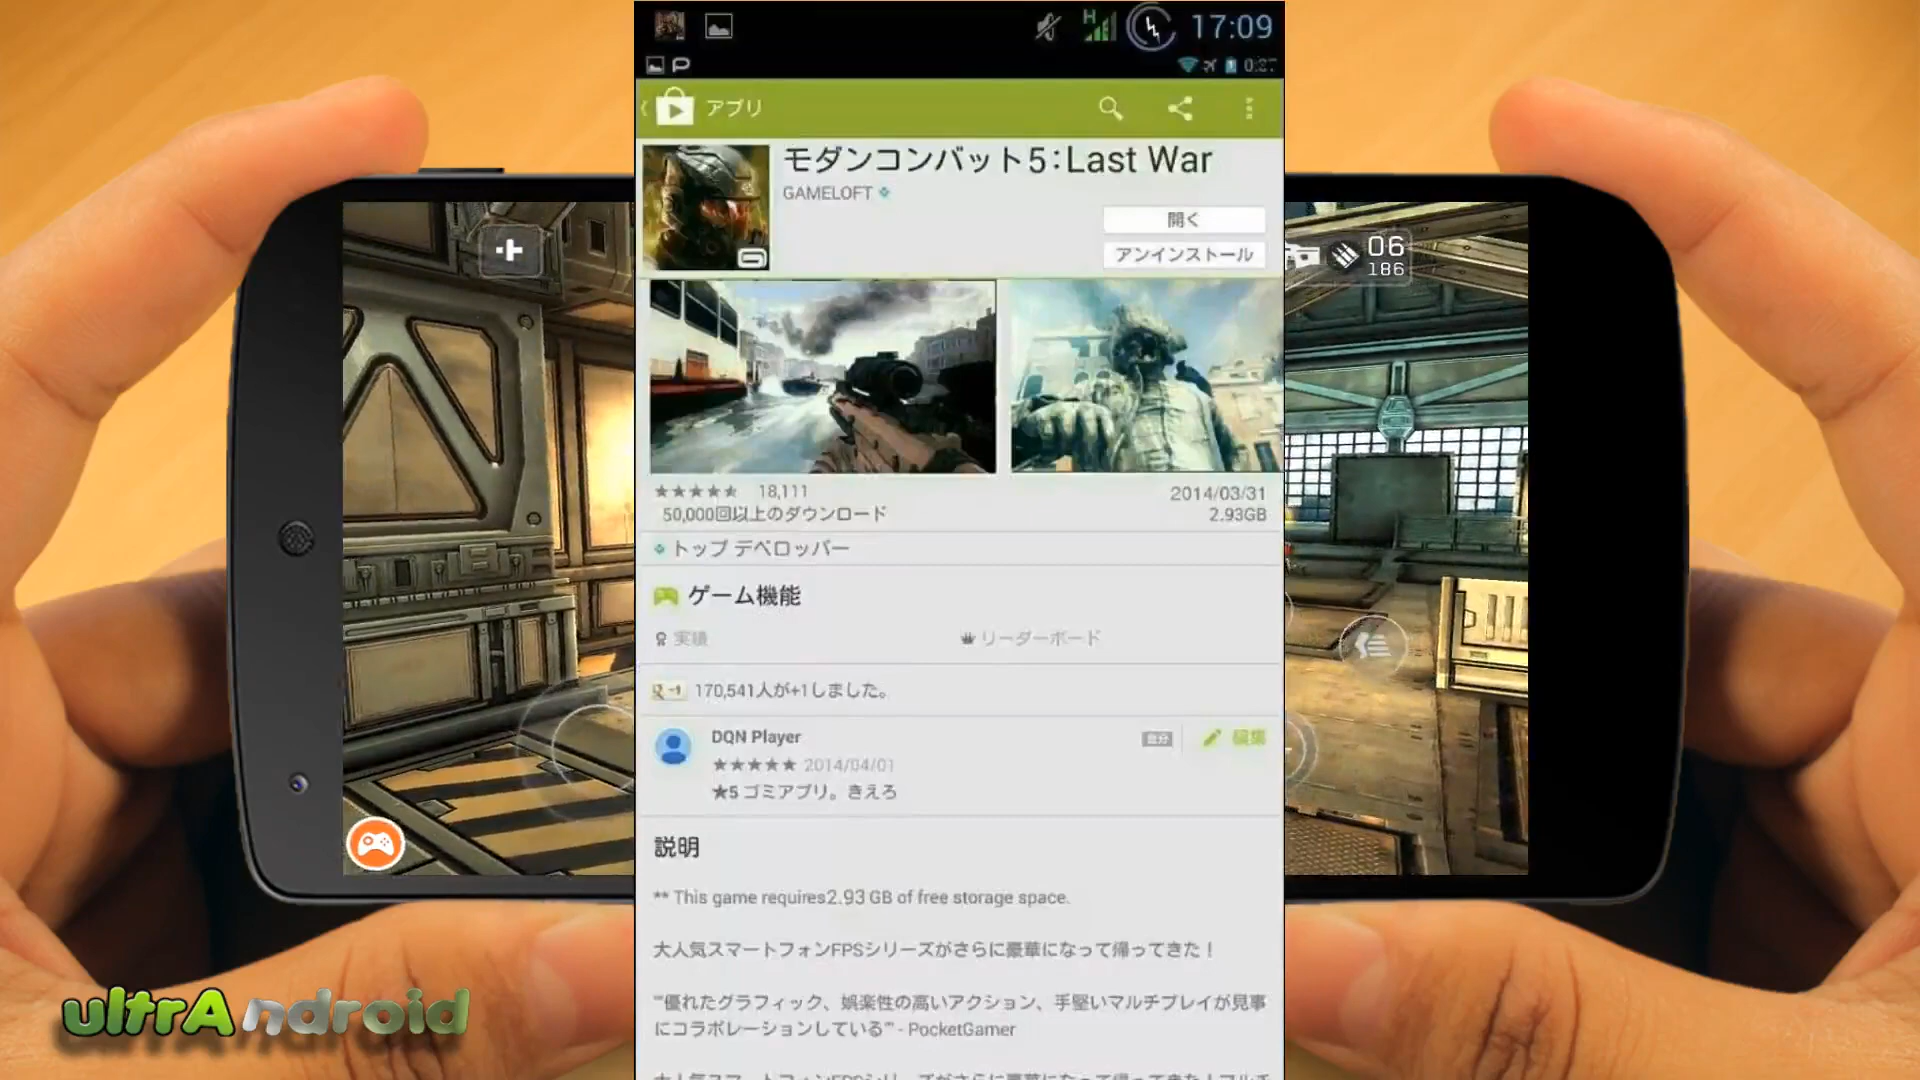 17:09
アプリ
モダンコンバット5:Last War
GAMELOFT
開く
アンインストール
06
186
18,111
2014/03/31
50,000回以上のダウンロード
2.93GB
トップ デベロッパー
ゲーム機能
実績
リーダーボード
170,541人が+1しました。
DQN Player
自分
編集
★★★★★ 2014/04/01
★5 ゴミアプリ。きえろ
説明
** This game requires2.93 GB of free storage space.
大人気スマートフォンFPSシリーズがさらに豪華になって帰ってきた！
"'優れたグラフィック、娯楽性の高いアクション、手堅いマルチプレイが見事
にコラボレーションしている'" - PocketGamer
ultrAndroid